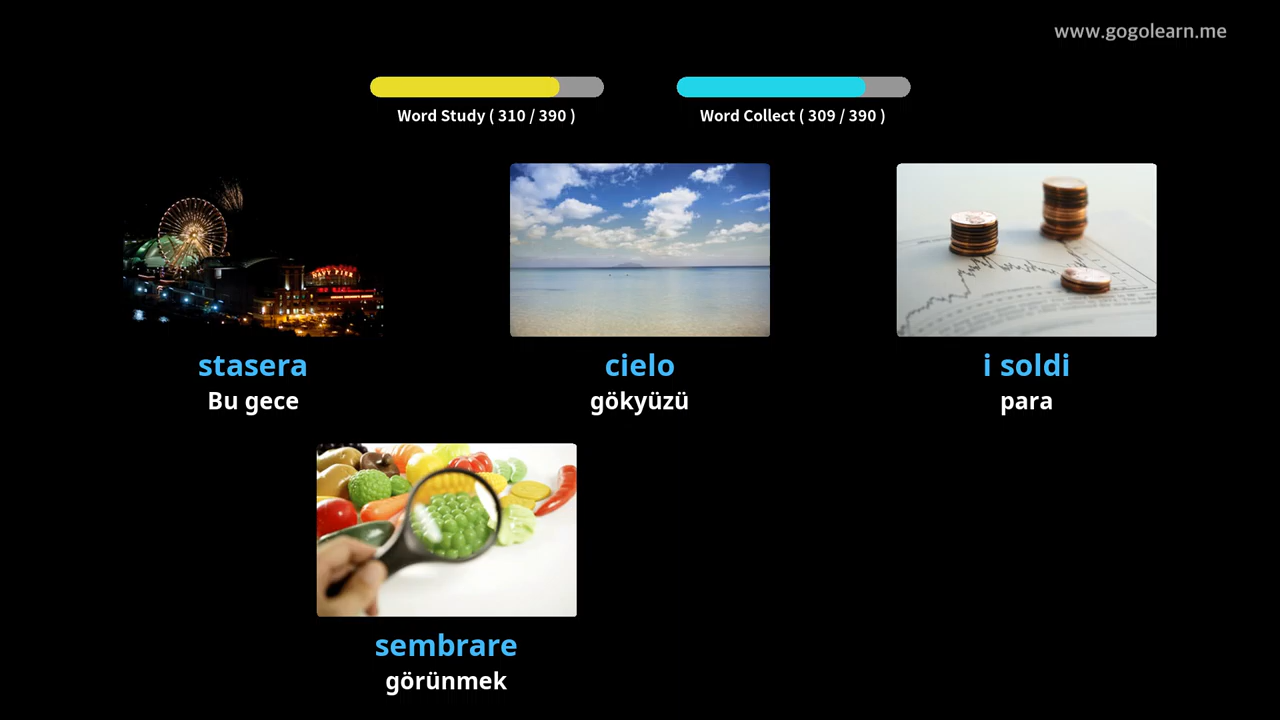 www.gogolearn.me
Word Study ( 310 / 390 )
Word Collect ( 309 / 390 )
stasera
Bu gece
cielo
gökyüzü
i soldi
para
sembrare
görünmek